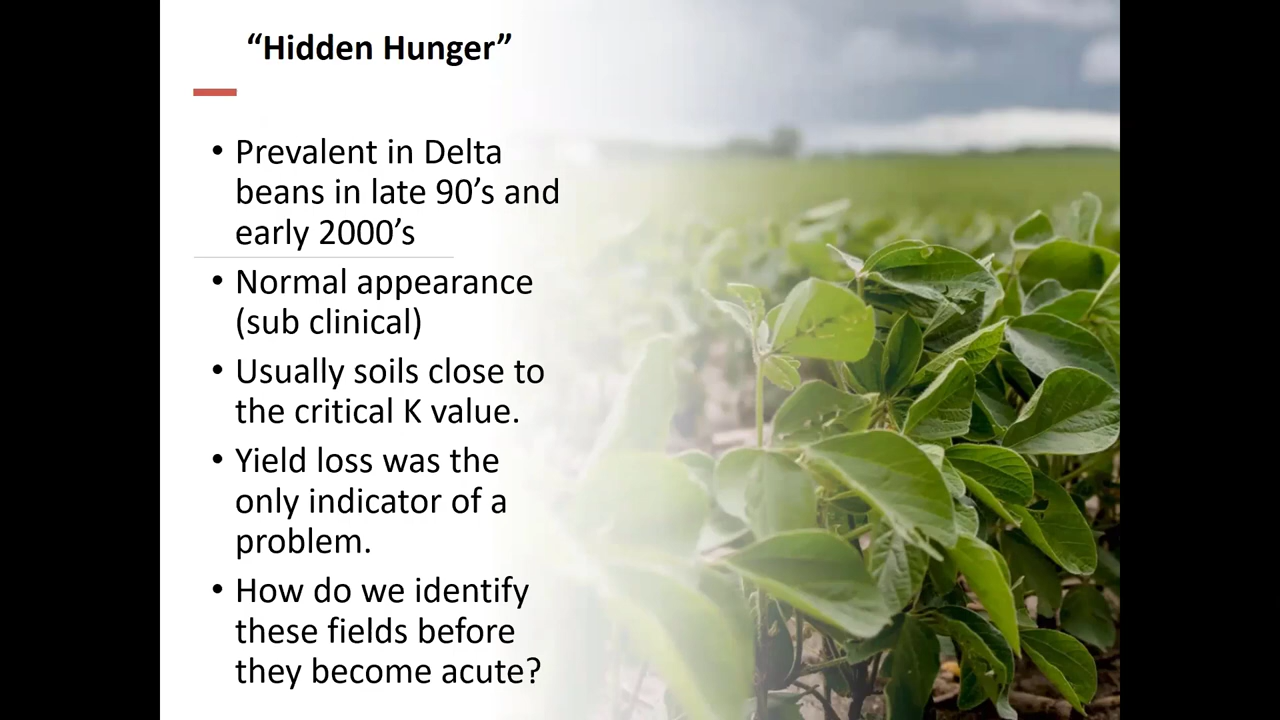 “Hidden Hunger”
• Prevalent in Delta
beans in late 90’s and
early 2000’s
• Normal appearance
(sub clinical)
• Usually soils close to
the critical K value.
• Yield loss was the
only indicator of a
problem.
• How do we identify
these fields before
they become acute?